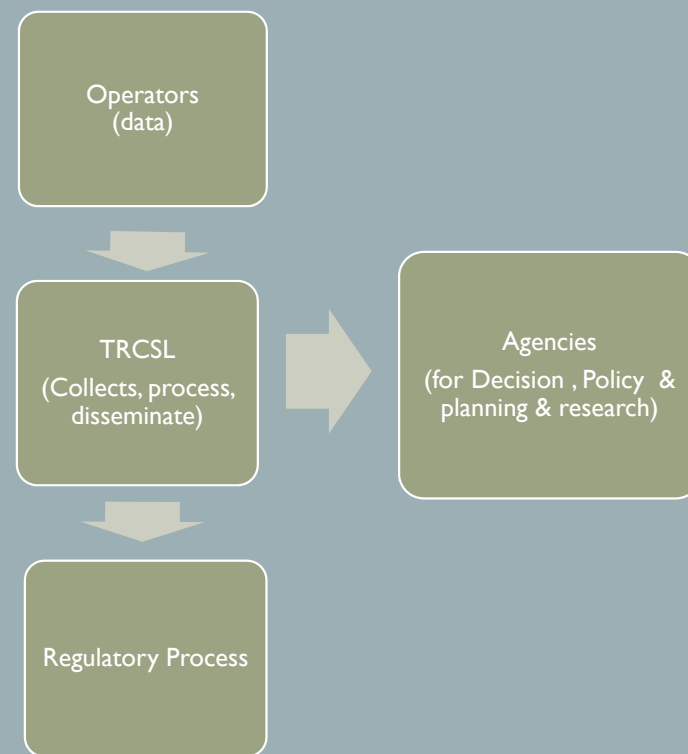 Operators
(data)
TRCSL
(Collects, process,
disseminate)
Agencies
(for Decision , Policy  &
planning & research)
Regulatory Process